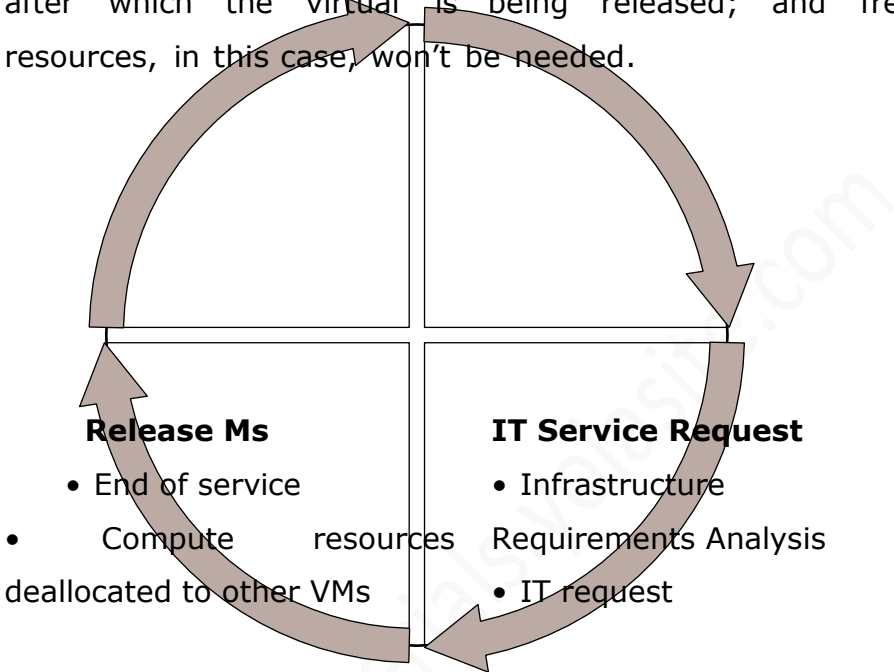 after which the virtual is being released; and fre
resources, in this case, won't be needed.
Release Ms
• End of service
• Compute resources
deallocated to other VMs
IT Service Request
• Infrastructure
Requirements Analysis
• IT request